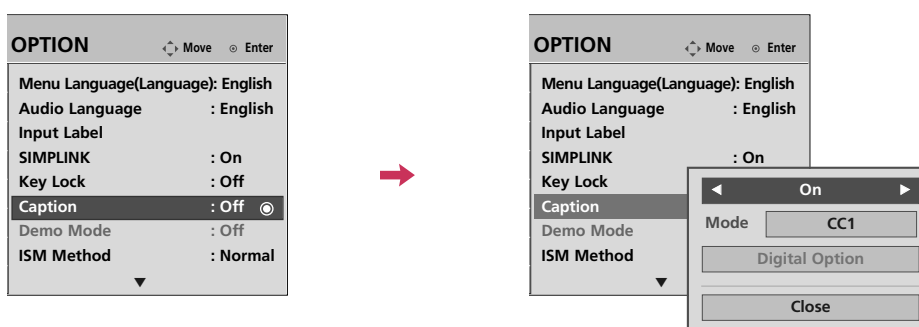 OPTION Move Enter
Menu Language(Language): English
Audio Language : English
Input Label
SIMPLINK : On
Key Lock : Off
Caption : Off
Demo Mode : Off
ISM Method : Normal
OPTION Move Enter
Menu Language(Language): English
Audio Language : English
Input Label
SIMPLINK : On
Key Lock
Caption
Demo Mode
ISM Method
On
Mode CC1
Digital Option
Close